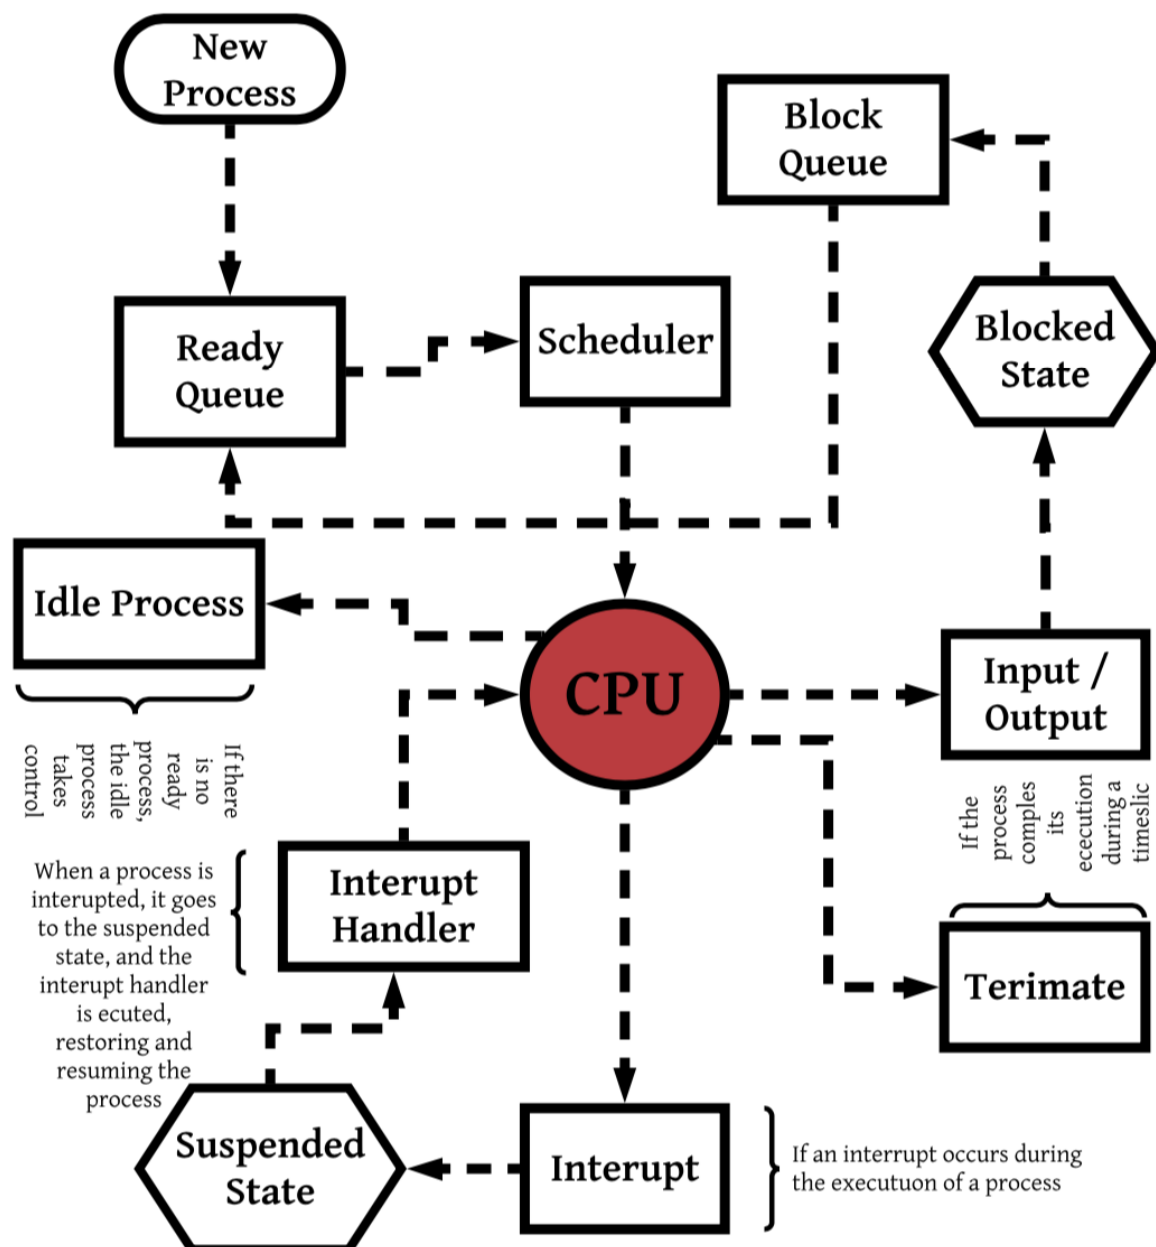 New
Process
Block
Queue
Ready
Queue
Scheduler
Blocked
State
Idle Process
CPU
Input /
Output
If there
is no
ready
process,
the idle
process
takes
control
If the
process
comples
its
ececution
during a
timeslic
When a process is
interupted, it goes
to the suspended
state, and the
interupt handler
is ecuted,
restoring and
resuming the
process
Interupt
Handler
Terimate
Suspended
State
Interupt
If an interrupt occurs during
the executuon of a process